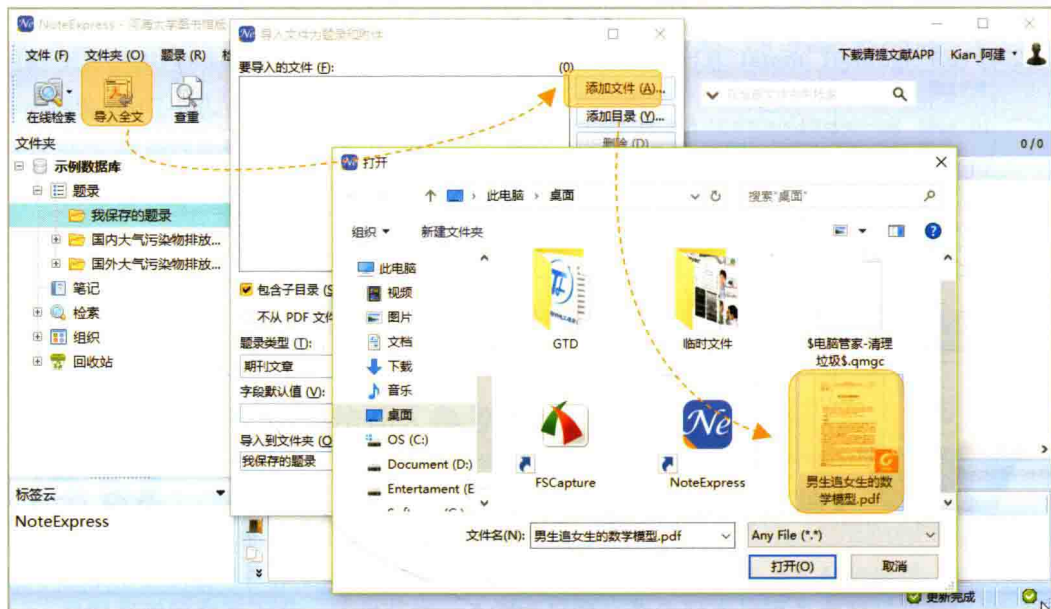 NoteExpress - 河海大学图书馆版
文件 (F) 文件夹 (O) 题录 (R)
下载青提文献APP Kian_阿建
在线检索 导入全文 查重
文件夹
0/0
示例数据库
题录
我保存的题录
国内大气污染物排放...
国外大气污染物排放...
笔记
检索
组织
回收站
标签云
NoteExpress
导入文件为题录和附件
要导入的文件 (F): (0)
添加文件 (A)...
添加目录 (Y)...
删除 (D)
包含子目录 (S
不从 PDF 文件
题录类型 (T):
期刊文章
字段默认值 (V):
导入到文件夹 (O
我保存的题录
打开
此电脑 › 桌面
搜索"桌面"
组织 新建文件夹
此电脑
视频
图片
文档
下载
音乐
桌面
OS (C:)
Document (D:)
Entertament (E
GTD
临时文件
$电脑管家-清理
垃圾$.qmgc
FSCapture
NoteExpress
男生追女生的数
学模型.pdf
文件名(N): 男生追女生的数学模型.pdf
Any File (*.*)
打开(O) 取消
更新完成